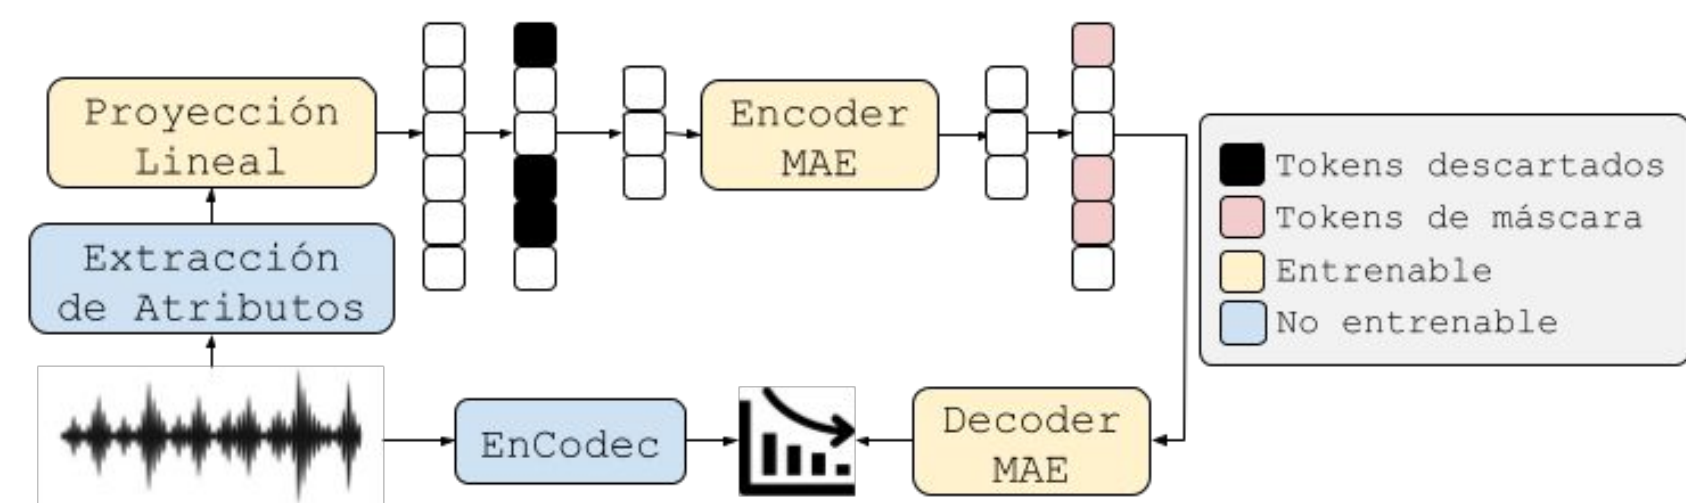 Proyección
Lineal
Extracción
de Atributos
Encoder
MAE
EnCodec
Decoder
MAE
Tokens descartados
Tokens de máscara
Entrenable
No entrenable